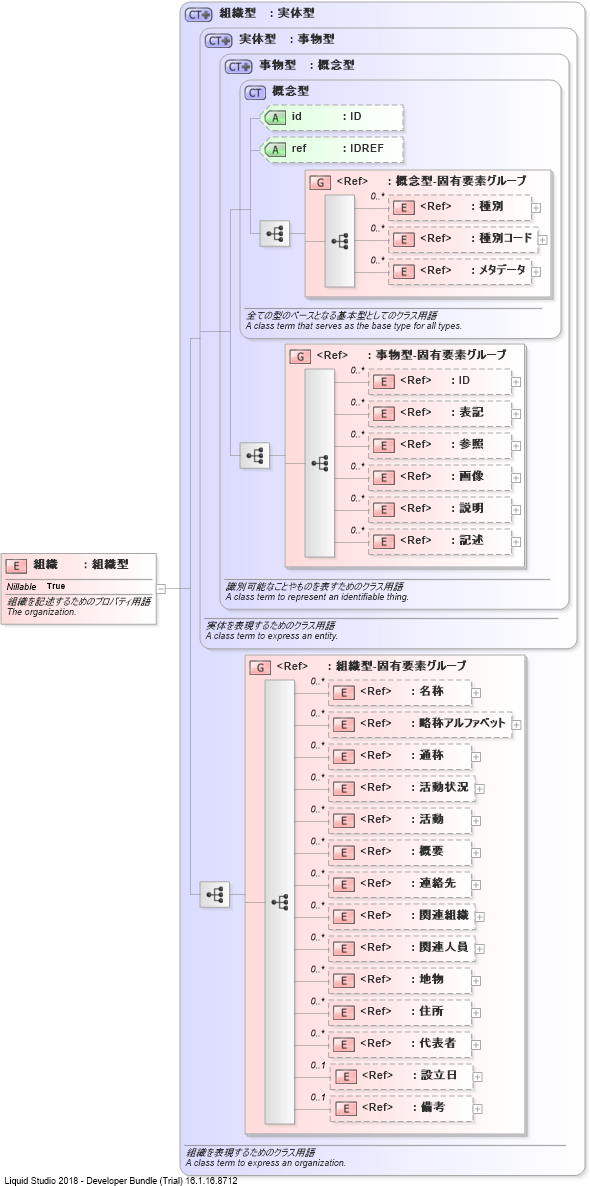 CT 組織型 : 実体型
CT 実体型 : 事物型
CT 事物型 : 概念型
CT 概念型
A id : ID
A ref : IDREF
G <Ref> : 概念型-固有要素グループ
0..*
E <Ref> : 種別
0..*
E <Ref> : 種別コード
0..*
E <Ref> : メタデータ
全ての型のベースとなる基本型としてのクラス用語
A class term that serves as the base type for all types.
G <Ref> : 事物型-固有要素グループ
0..*
E <Ref> : ID
0..*
E <Ref> : 表記
0..*
E <Ref> : 参照
0..*
E <Ref> : 画像
0..*
E <Ref> : 説明
0..*
E <Ref> : 記述
識別可能なことやものを表すためのクラス用語
A class term to represent an identifiable thing.
実体を表現するためのクラス用語
A class term to express an entity.
E 組織 : 組織型
Nillable True
組織を記述するためのプロパティ用語
The organization.
G <Ref> : 組織型-固有要素グループ
0..*
E <Ref> : 名称
0..*
E <Ref> : 略称アルファベット
0..*
E <Ref> : 通称
0..*
E <Ref> : 活動状況
0..*
E <Ref> : 活動
0..*
E <Ref> : 概要
0..*
E <Ref> : 連絡先
0..*
E <Ref> : 関連組織
0..*
E <Ref> : 関連人員
0..*
E <Ref> : 地物
0..*
E <Ref> : 住所
0..*
E <Ref> : 代表者
0..1
E <Ref> : 設立日
0..1
E <Ref> : 備考
組織を表現するためのクラス用語
A class term to express an organization.
Liquid Studio 2018 - Developer Bundle (Trial) 16.1.16.8712